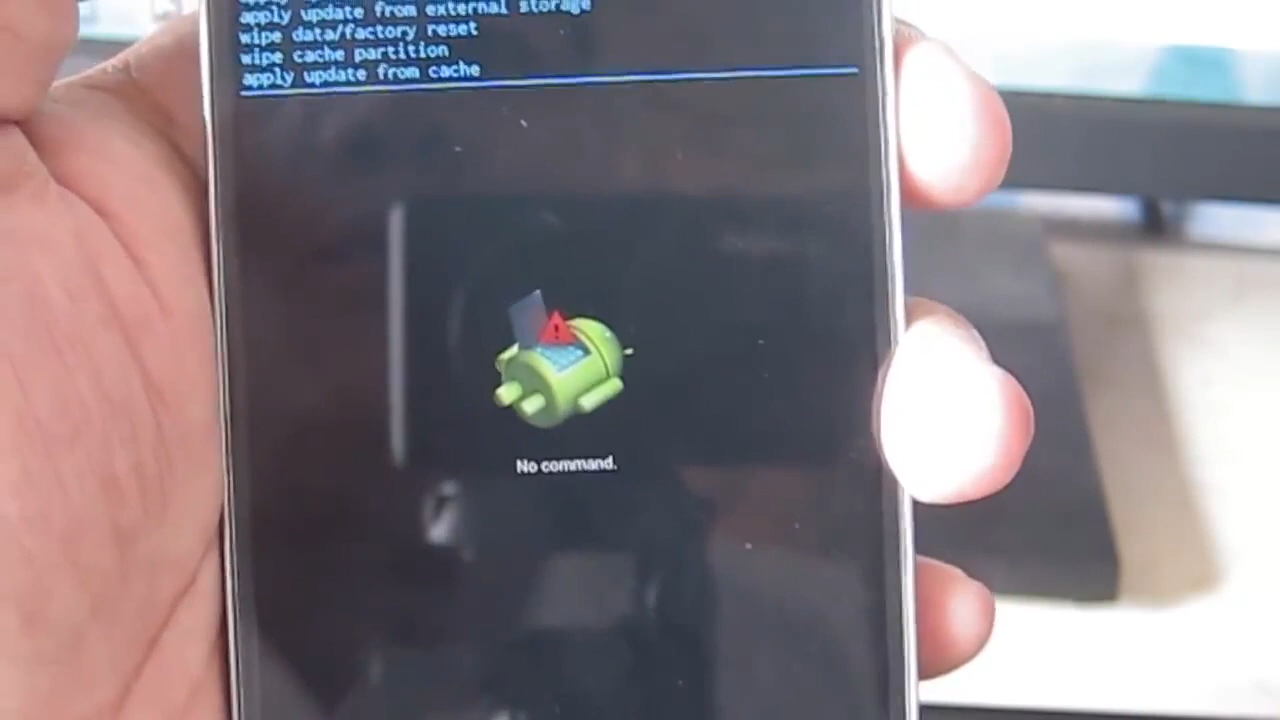 apply update from external storage
wipe data/factory reset
wipe cache partition
apply update from cache
No command.